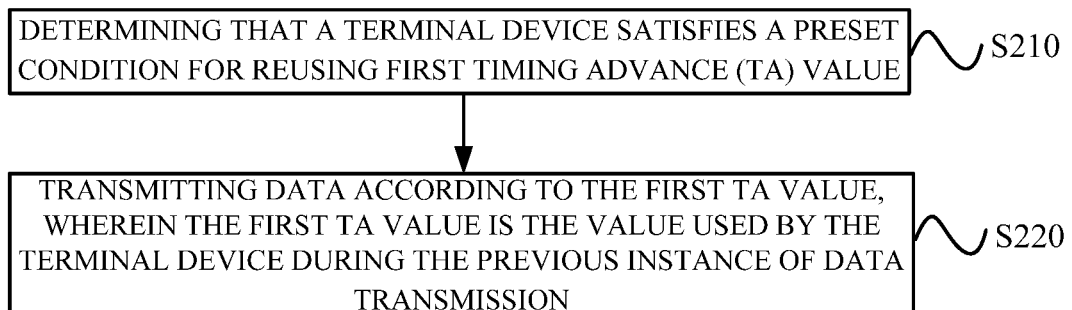 DETERMINING THAT A TERMINAL DEVICE SATISFIES A PRESET
CONDITION FOR REUSING FIRST TIMING ADVANCE (TA) VALUE
S210
TRANSMITTING DATA ACCORDING TO THE FIRST TA VALUE,
WHEREIN THE FIRST TA VALUE IS THE VALUE USED BY THE
TERMINAL DEVICE DURING THE PREVIOUS INSTANCE OF DATA
TRANSMISSION
S220